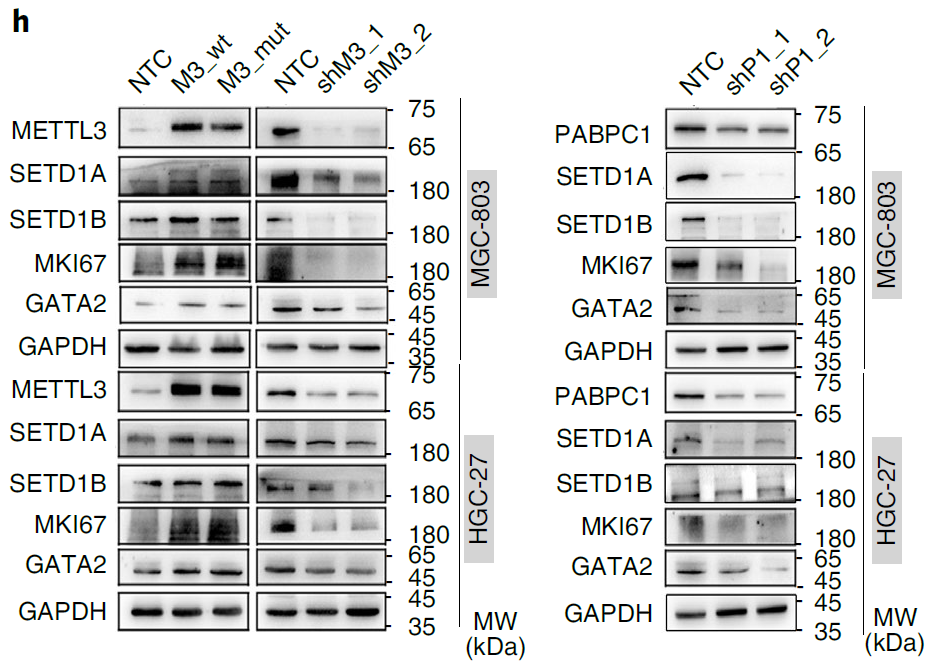 h
NTC M3_wt M3_mut NTC shM3_1 shM3_2
METTL3 75 65
SETD1A 180
SETD1B 180
MKI67 180
GATA2 65 45
GAPDH 45 35
MGC-803
METTL3 75 65
SETD1A 180
SETD1B 180
MKI67 180
GATA2 65 45
GAPDH 45 35
HGC-27
MW
(kDa)
NTC shP1_1 shP1_2
PABPC1 75 65
SETD1A 180
SETD1B 180
MKI67 180
GATA2 65 45
GAPDH 45 35
MGC-803
PABPC1 75 65
SETD1A 180
SETD1B 180
MKI67 180
GATA2 65 45
GAPDH 45 35
HGC-27
MW
(kDa)